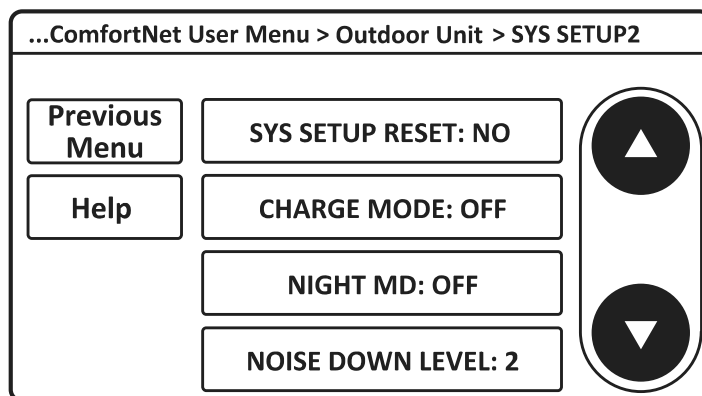 ...ComfortNet User Menu > Outdoor Unit > SYS SETUP2
Previous
Menu
SYS SETUP RESET: NO
Help
CHARGE MODE: OFF
NIGHT MD: OFF
NOISE DOWN LEVEL: 2